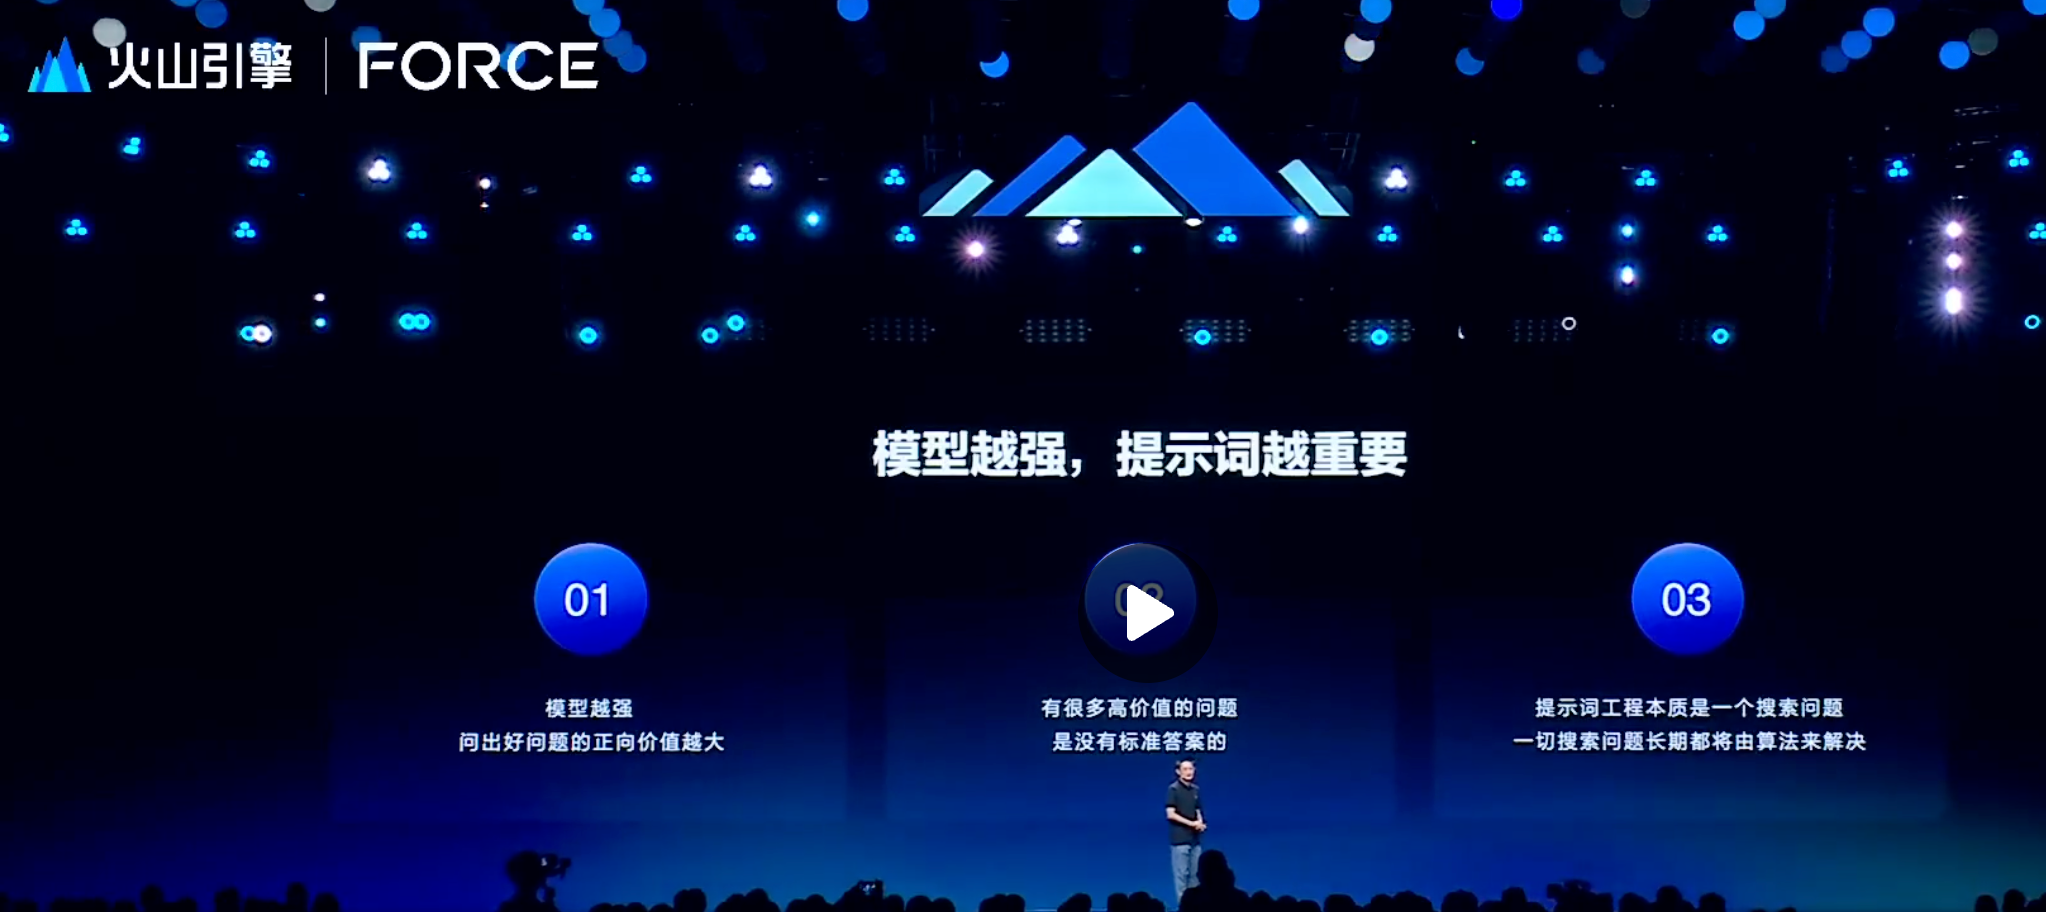 火山引擎 | FORCE
模型越强，提示词越重要
01
02
03
模型越强
问出好问题的正向价值越大
有很多高价值的问题
是没有标准答案的
提示词工程本质是一个搜索问题
一切搜索问题长期都将由算法来解决